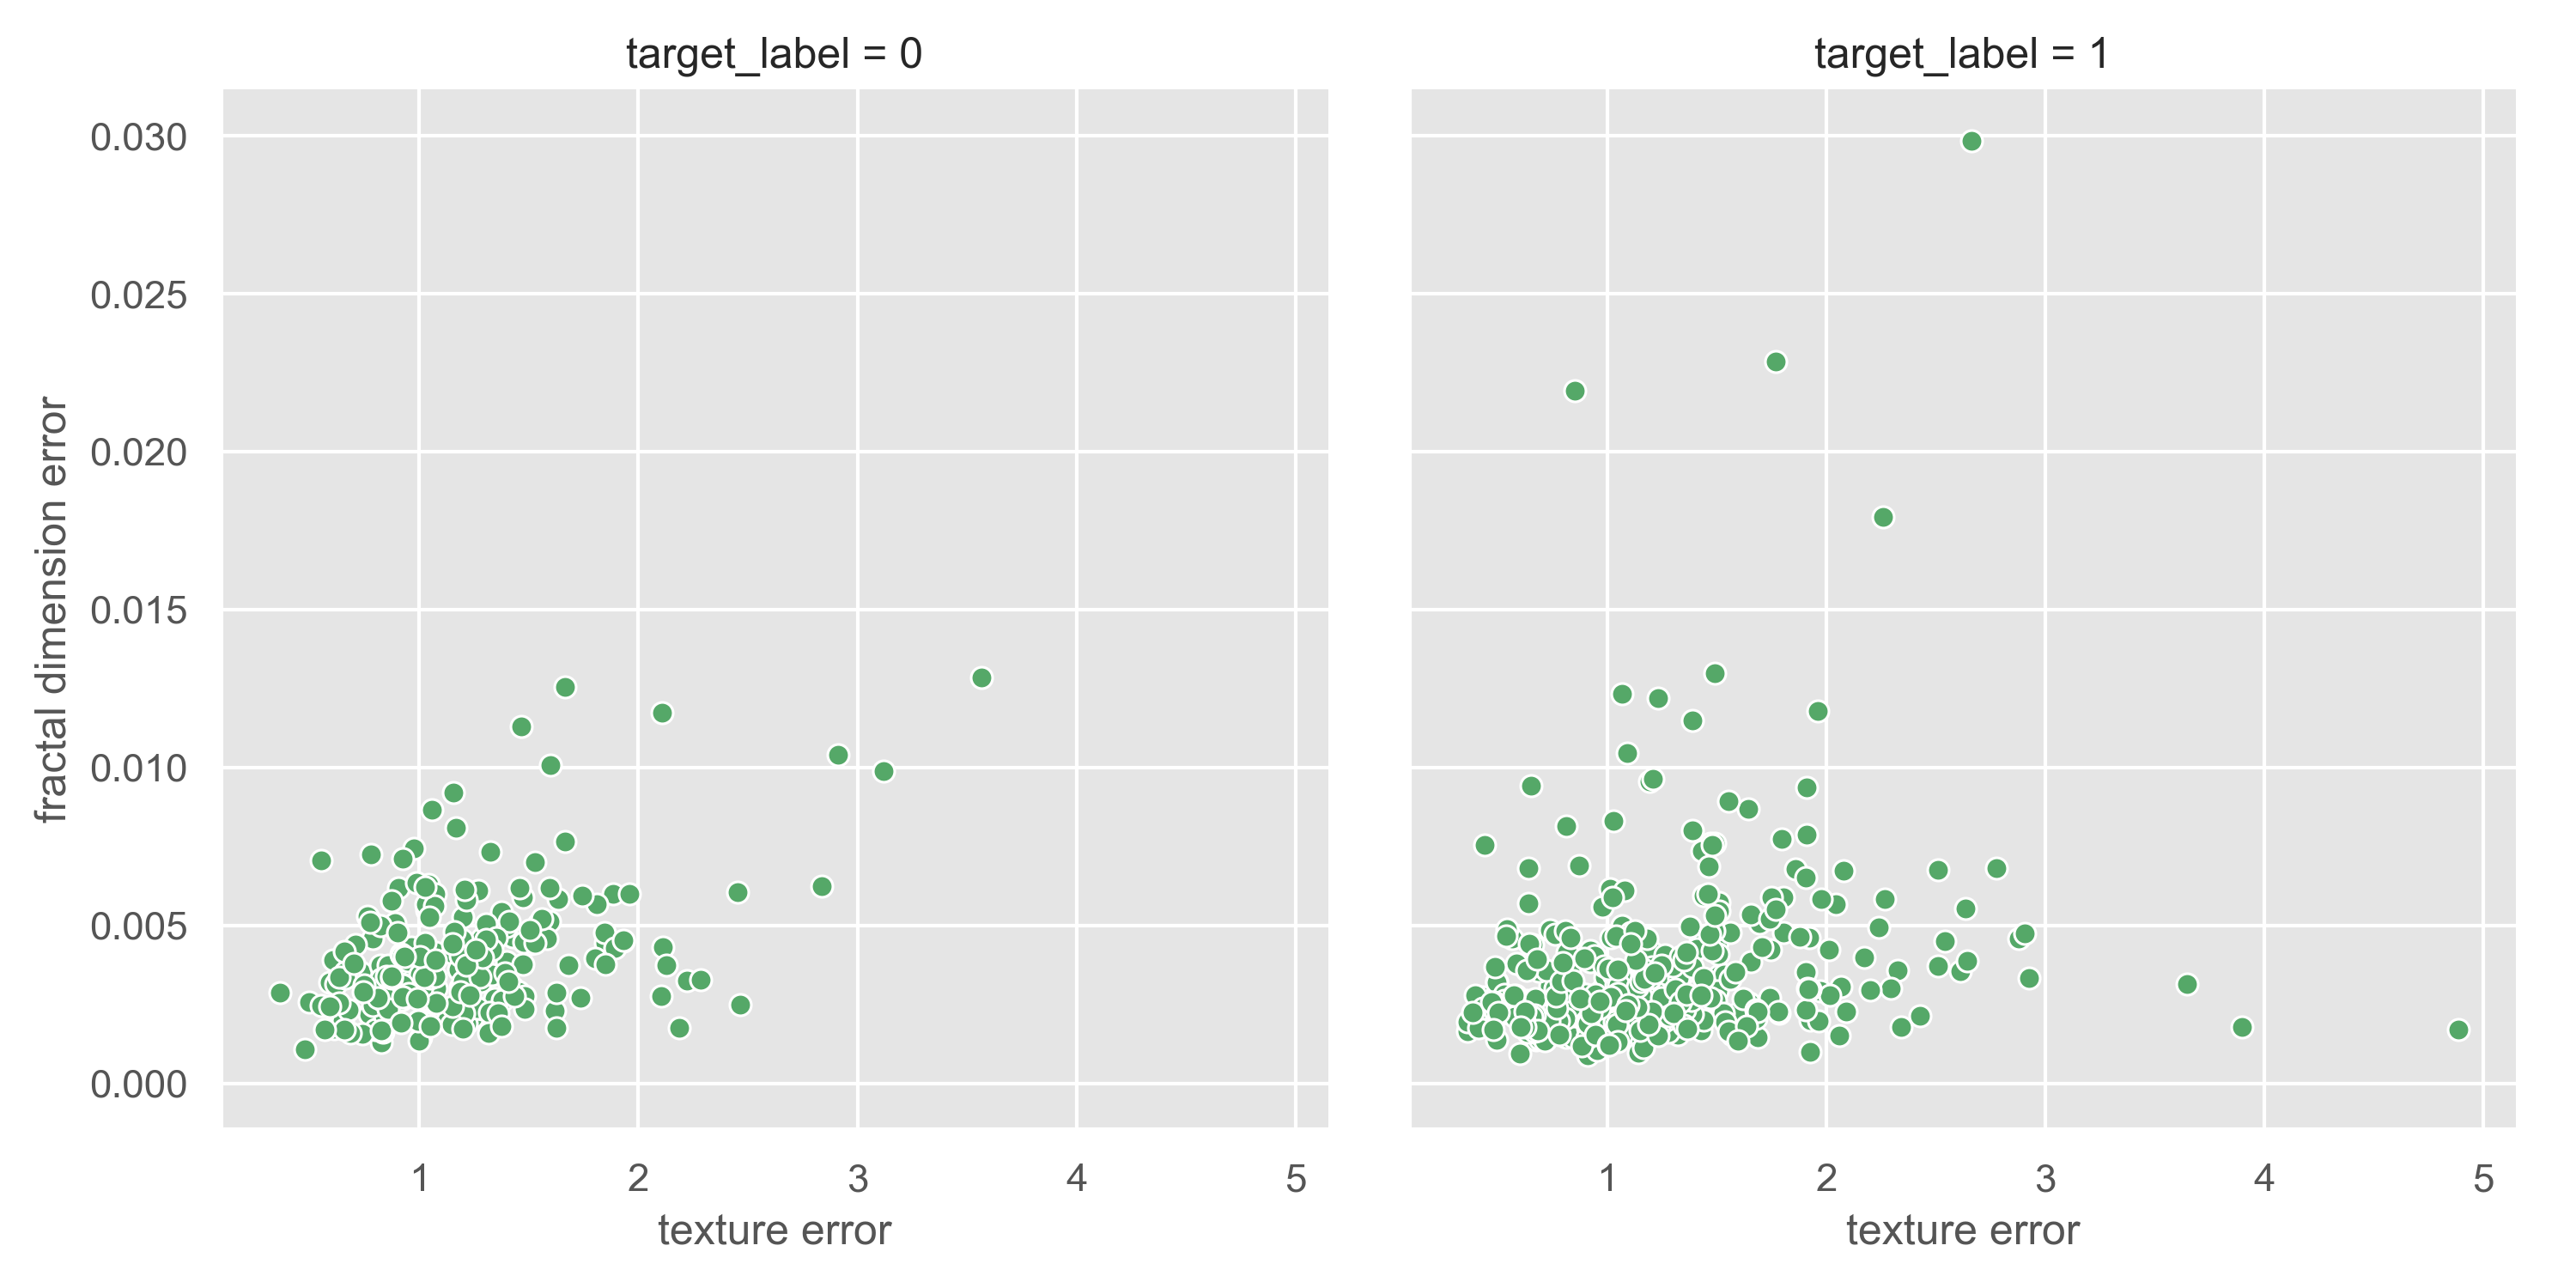 target_label = 0
target_label = 1
0.030
0.025
0.020
0.015
0.010
0.005
0.000
fractal dimension error
1 2 3 4 5
1 2 3 4 5
texture error
texture error